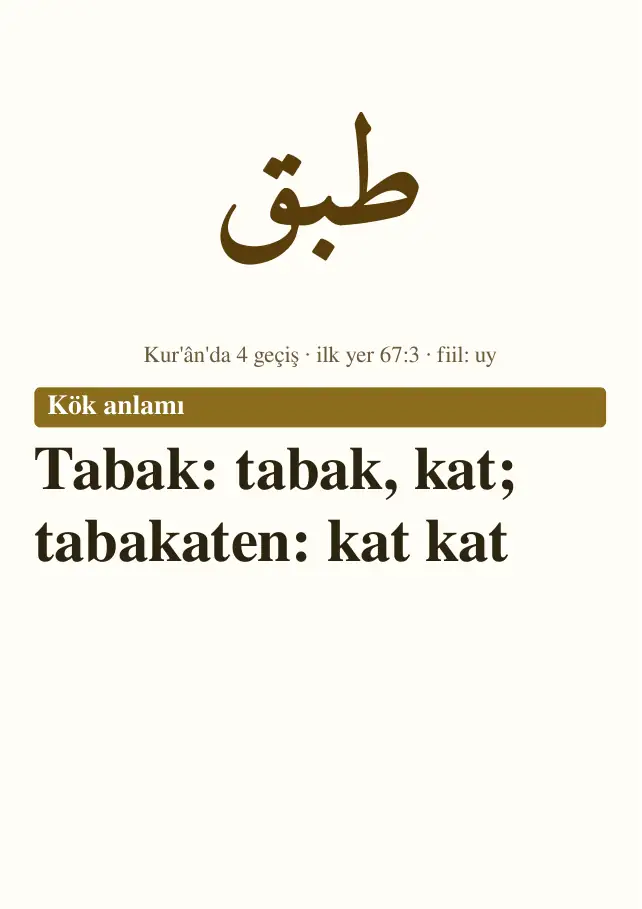 طبق
Kur'ân'da 4 geçiş · ilk yer 67:3 · fiil: uy
Kök anlamı
Tabak: tabak, kat;
tabakaten: kat kat